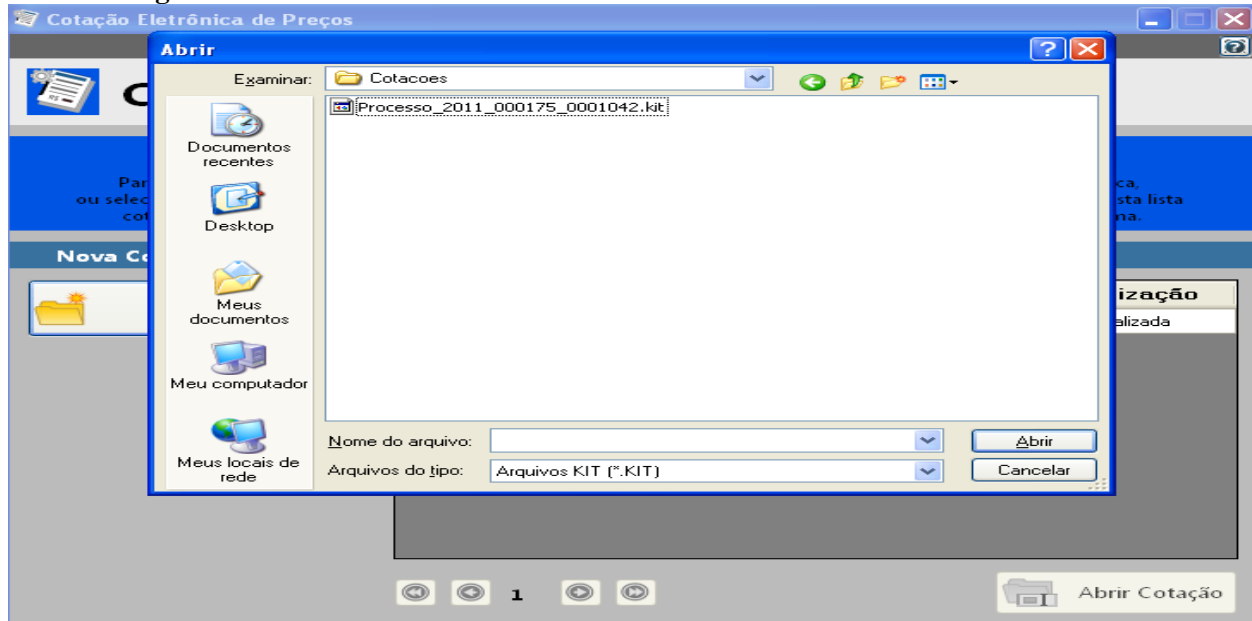 Cotação Eletrônica de Preços
Abrir
Examinar:
Cotacoes
Processo_2011_000175_0001042.kit
Documentos
recentes
Desktop
Meus
documentos
Meu computador
Meus locais de
rede
Nome do arquivo:
Abrir
Arquivos do tipo:
Arquivos KIT (*.KIT)
Cancelar
C
Par
ca,
ou selec
sta lista
cot
na.
Nova Co
ização
alizada
1
Abrir Cotação